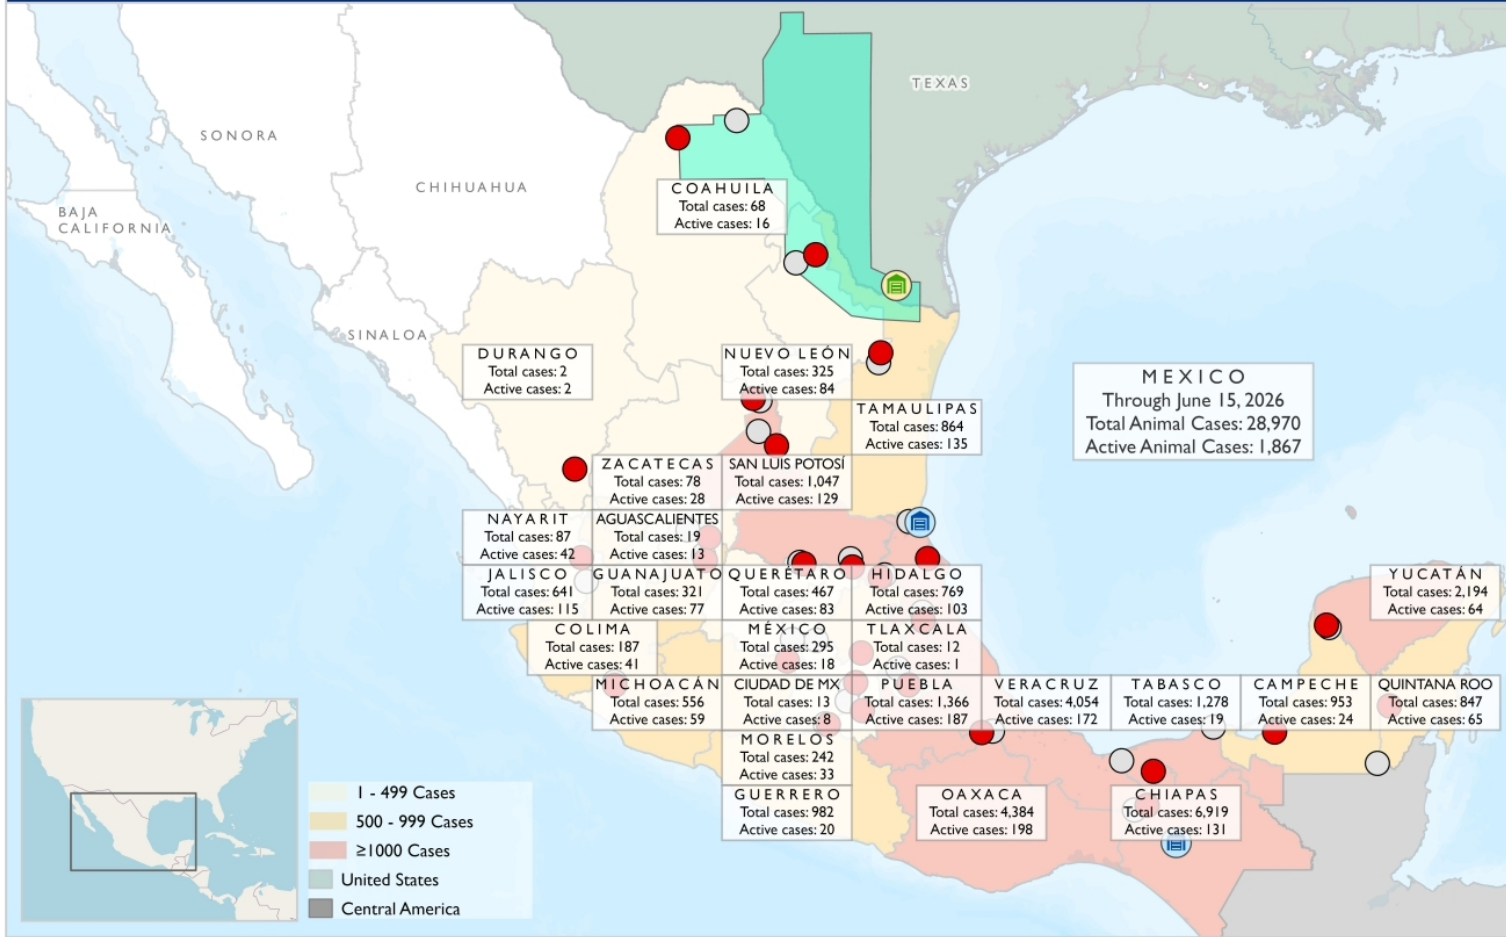 TEXAS
SONORA
CHIHUAHUA
BAJA
CALIFORNIA
SINALOA
COAHUILA
Total cases: 68
Active cases: 16
DURANGO
Total cases: 2
Active cases: 2
NUEVO LEÓN
Total cases: 325
Active cases: 84
TAMAULIPAS
Total cases: 864
Active cases: 135
MEXICO
Through June 15, 2026
Total Animal Cases: 28,970
Active Animal Cases: 1,867
ZACATECAS
Total cases: 78
Active cases: 28
SAN LUIS POTOSÍ
Total cases: 1,047
Active cases: 129
NAYARIT
Total cases: 87
Active cases: 42
AGUASCALIENTES
Total cases: 19
Active cases: 13
JALISCO
Total cases: 641
Active cases: 115
GUANAJUATO
Total cases: 321
Active cases: 77
QUERÉTARO
Total cases: 467
Active cases: 83
HIDALGO
Total cases: 769
Active cases: 103
YUCATÁN
Total cases: 2,194
Active cases: 64
COLIMA
Total cases: 187
Active cases: 41
MÉXICO
Total cases: 295
Active cases: 18
TLAXCALA
Total cases: 12
Active cases: 1
MICHOACÁN
Total cases: 556
Active cases: 59
CIUDAD DE MX
Total cases: 13
Active cases: 8
PUEBLA
Total cases: 1,366
Active cases: 187
VERACRUZ
Total cases: 4,054
Active cases: 172
TABASCO
Total cases: 1,278
Active cases: 19
CAMPECHE
Total cases: 953
Active cases: 24
QUINTANA ROO
Total cases: 847
Active cases: 65
MORELOS
Total cases: 242
Active cases: 33
GUERRERO
Total cases: 982
Active cases: 20
OAXACA
Total cases: 4,384
Active cases: 198
CHIAPAS
Total cases: 6,919
Active cases: 131
1 - 499 Cases
500 - 999 Cases
≥1000 Cases
United States
Central America